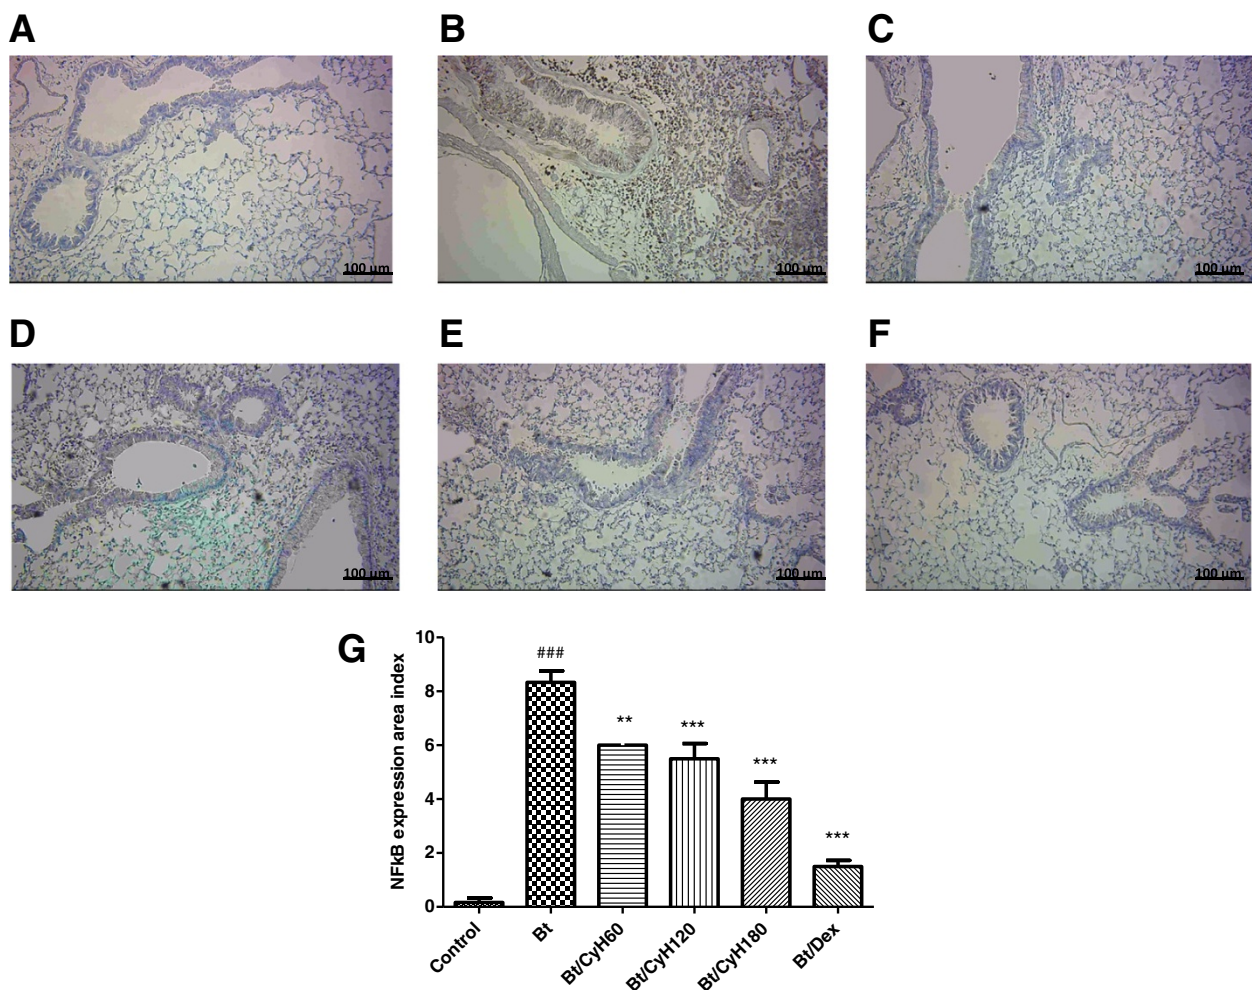 A
B
C
100 µm
100 µm
100 µm
D
E
F
100 µm
100 µm
100 µm
G
NFkB expression area index
10
8
6
4
2
0
###
**
***
***
***
Control
Bt
Bt/CyH60
Bt/CyH120
Bt/CyH180
Bt/Dex